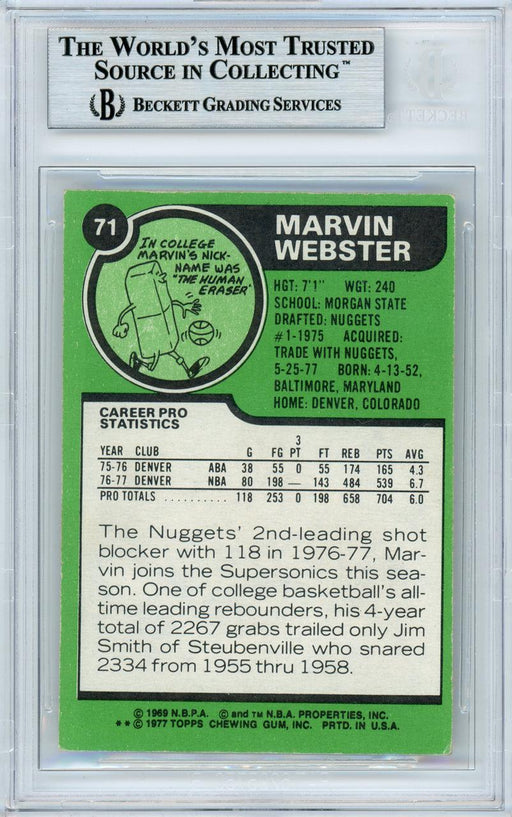 THE WORLD'S MOST TRUSTED
SOURCE IN COLLECTING™
B BECKETT GRADING SERVICES
71
IN COLLEGE
MARVIN'S NICK-
NAME WAS
"THE HUMAN
ERASER"
MARVIN
WEBSTER
HGT: 7'1" WGT: 240
SCHOOL: MORGAN STATE
DRAFTED: NUGGETS
#1-1975 ACQUIRED:
TRADE WITH NUGGETS,
5-25-77 BORN: 4-13-52,
BALTIMORE, MARYLAND
HOME: DENVER, COLORADO
CAREER PRO
STATISTICS
3
YEAR CLUB G FG PT FT REB PTS AVG
75-76 DENVER ABA 38 55 0 55 174 165 4.3
76-77 DENVER NBA 80 198 — 143 484 539 6.7
PRO TOTALS .......... 118 253 0 198 658 704 6.0
The Nuggets' 2nd-leading shot
blocker with 118 in 1976-77, Mar-
vin joins the Supersonics this sea-
son. One of college basketball's all-
time leading rebounders, his 4-year
total of 2267 grabs trailed only Jim
Smith of Steubenville who snared
2334 from 1955 thru 1958.
© 1969 N.B.P.A. © and TM N.B.A. PROPERTIES, INC.
** © 1977 TOPPS CHEWING GUM, INC. PRTD. IN U.S.A.